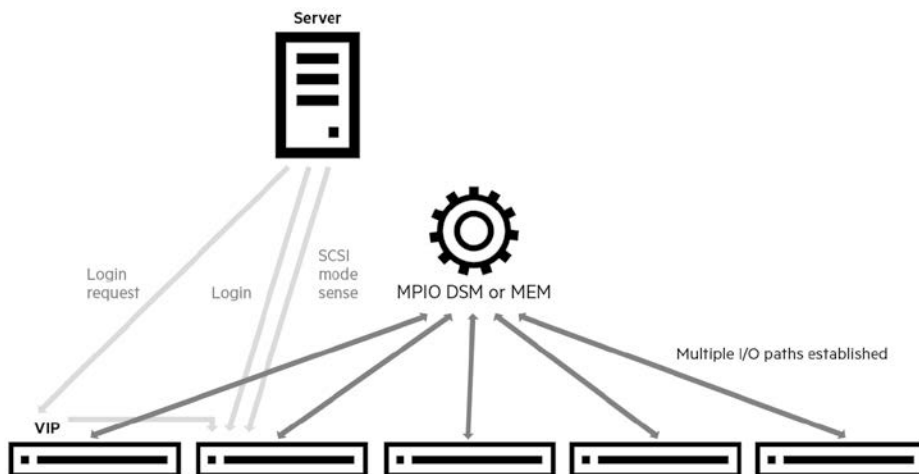 Server
Login
request
Login
SCSI
mode
sense
MPIO DSM or MEM
Multiple I/O paths established
VIP